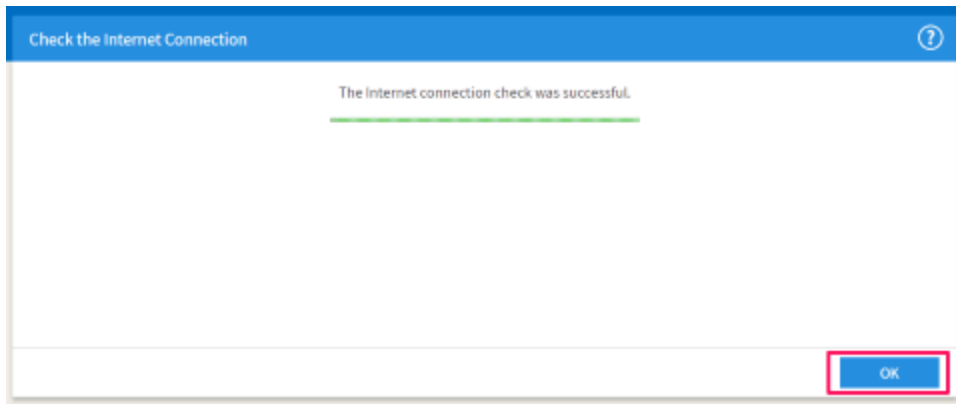 Check the Internet Connection
?
The Internet connection check was successful.
OK